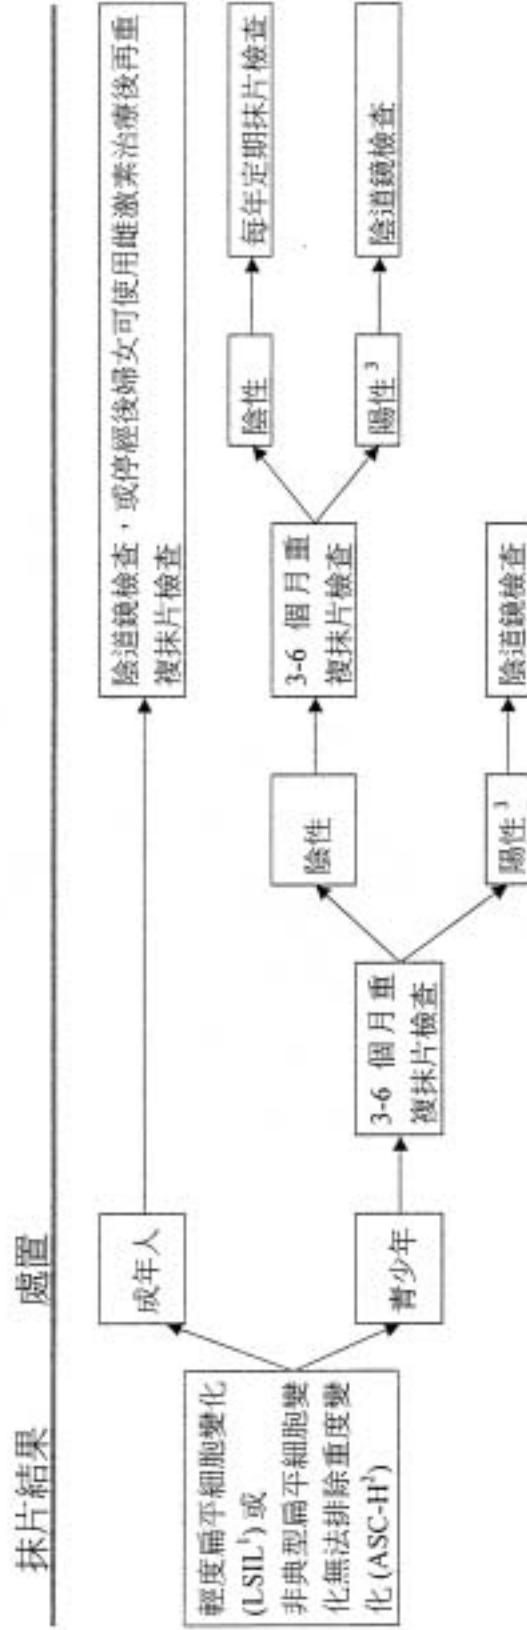 抹片結果
處置
輕度扁平細胞變化
(LSIL¹) 或
非典型扁平細胞變
化無法排除重度變
化 (ASC-H²)
成年人
陰道鏡檢查，或停經後婦女可使用雌激素治療後再重
複抹片檢查
青少年
3-6 個月重
複抹片檢查
陰性
3-6 個月重
複抹片檢查
陰性
每年定期抹片檢查
陽性³
陰道鏡檢查
陽性³
陰道鏡檢查